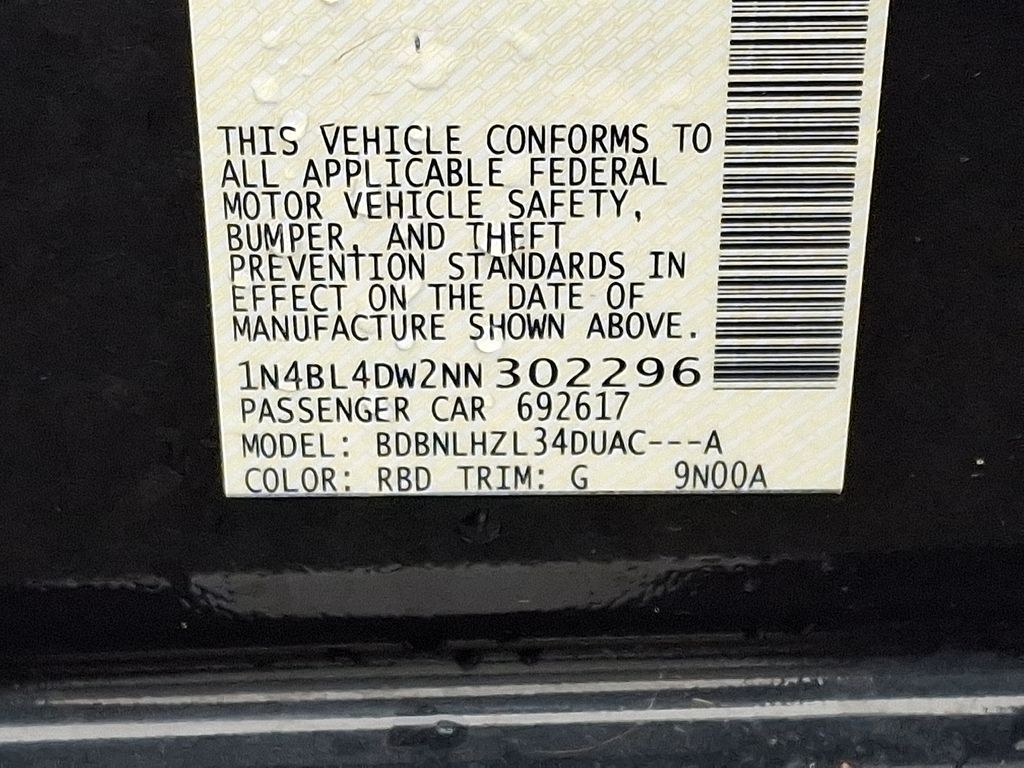 THIS VEHICLE CONFORMS TO
ALL APPLICABLE FEDERAL
MOTOR VEHICLE SAFETY,
BUMPER, AND THEFT
PREVENTION STANDARDS IN
EFFECT ON THE DATE OF
MANUFACTURE SHOWN ABOVE.
1N4BL4DW2NN302296
PASSENGER CAR 692617
MODEL: BDBNLHZL34DUAC---A
COLOR: RBD TRIM: G 9N00A